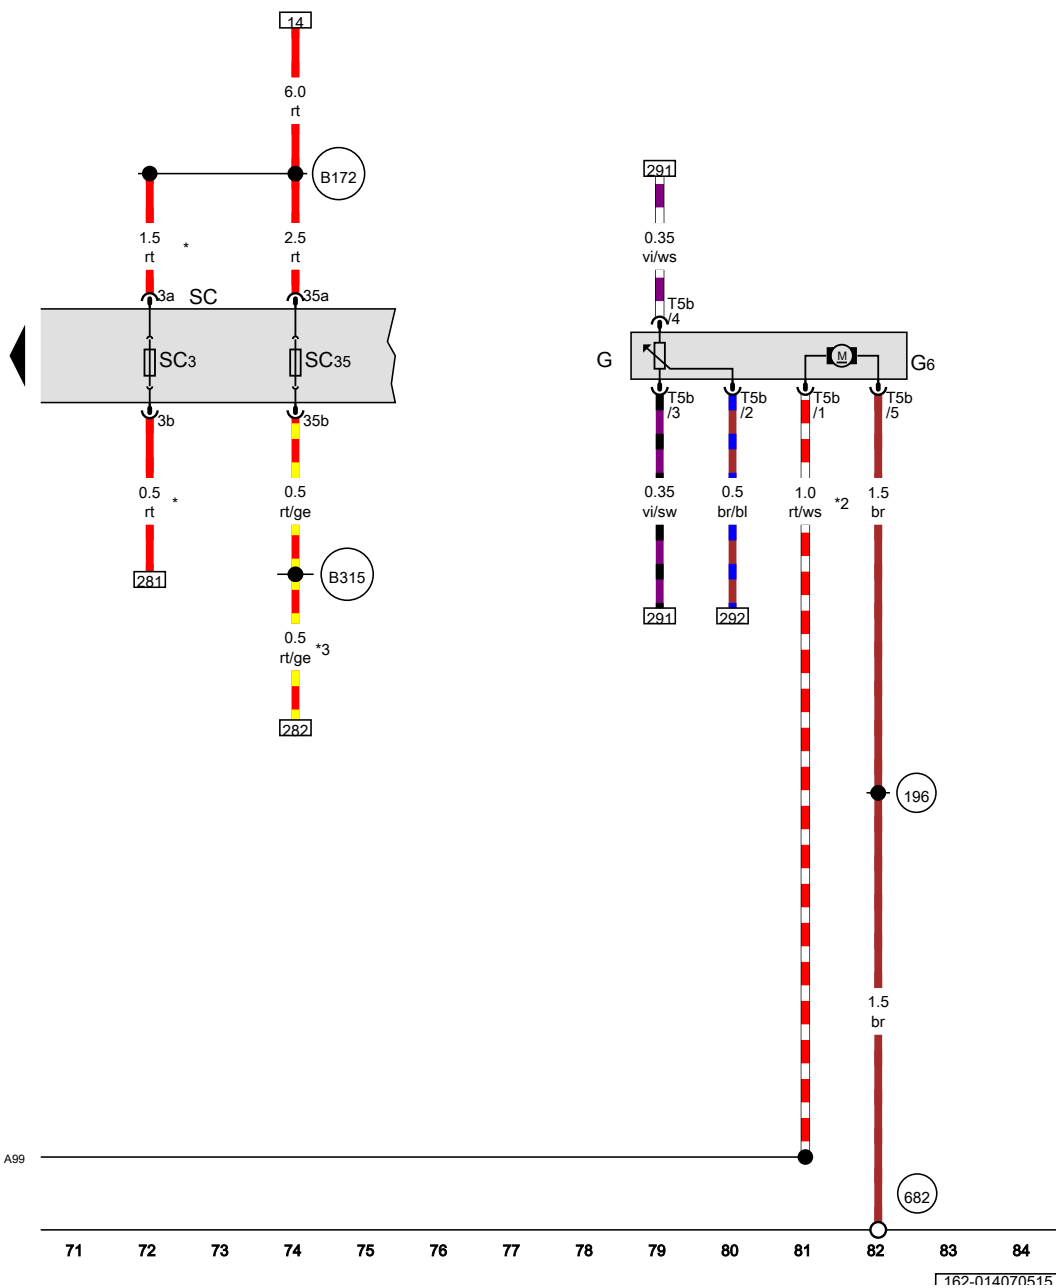 14
6.0
rt
B172
291
1.5
rt
*
2.5
rt
0.35
vi/ws
3a
SC
35a
T5b
/4
SC3
SC35
G
M
G6
3b
35b
T5b
/3
T5b
/2
T5b
/1
T5b
/5
0.5
rt
*
0.5
rt/ge
0.35
vi/sw
0.5
br/bl
1.0
rt/ws
*2
1.5
br
281
B315
291
292
0.5
rt/ge
*3
282
196
1.5
br
A99
682
71 72 73 74 75 76 77 78 79 80 81 82 83 84
162-014070515